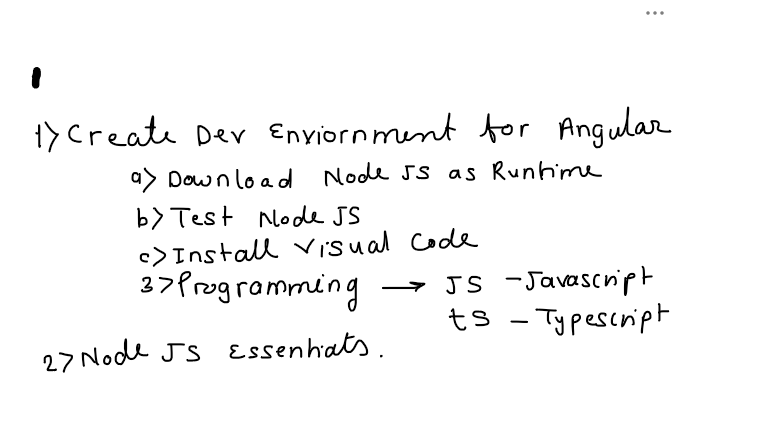 1) Create Dev Enviornment for Angular
a) Download Node JS as Runtime
b) Test Node JS
c) Install Visual Code
3) Programming → JS - Javascript
ts - Typescript
2) Node JS Essentials.